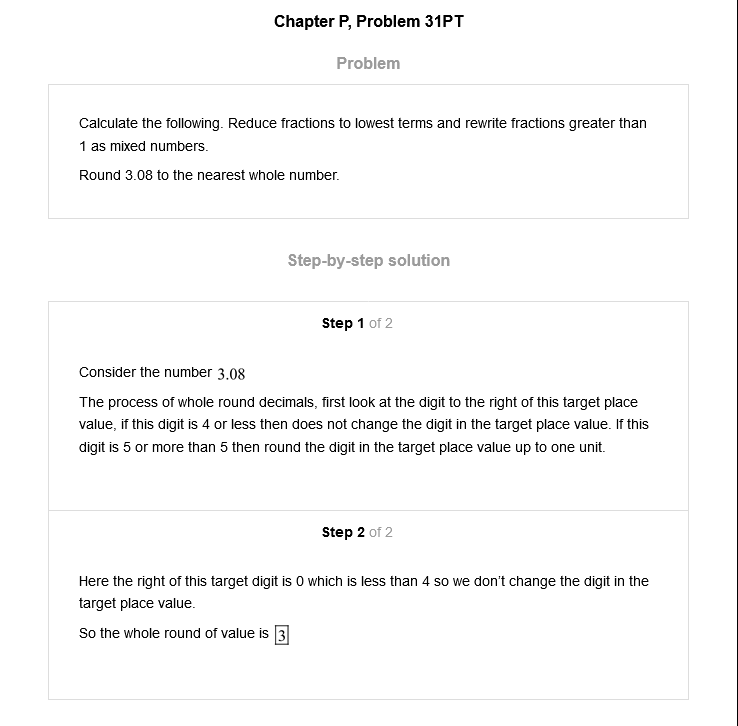 Chapter P, Problem 31PT
Problem
Calculate the following. Reduce fractions to lowest terms and rewrite fractions greater than
1 as mixed numbers.
Round 3.08 to the nearest whole number.
Step-by-step solution
Step 1 of 2
Consider the number 3.08
The process of whole round decimals, first look at the digit to the right of this target place
value, if this digit is 4 or less then does not change the digit in the target place value. If this
digit is 5 or more than 5 then round the digit in the target place value up to one unit.
Step 2 of 2
Here the right of this target digit is 0 which is less than 4 so we don't change the digit in the
target place value.
So the whole round of value is 3